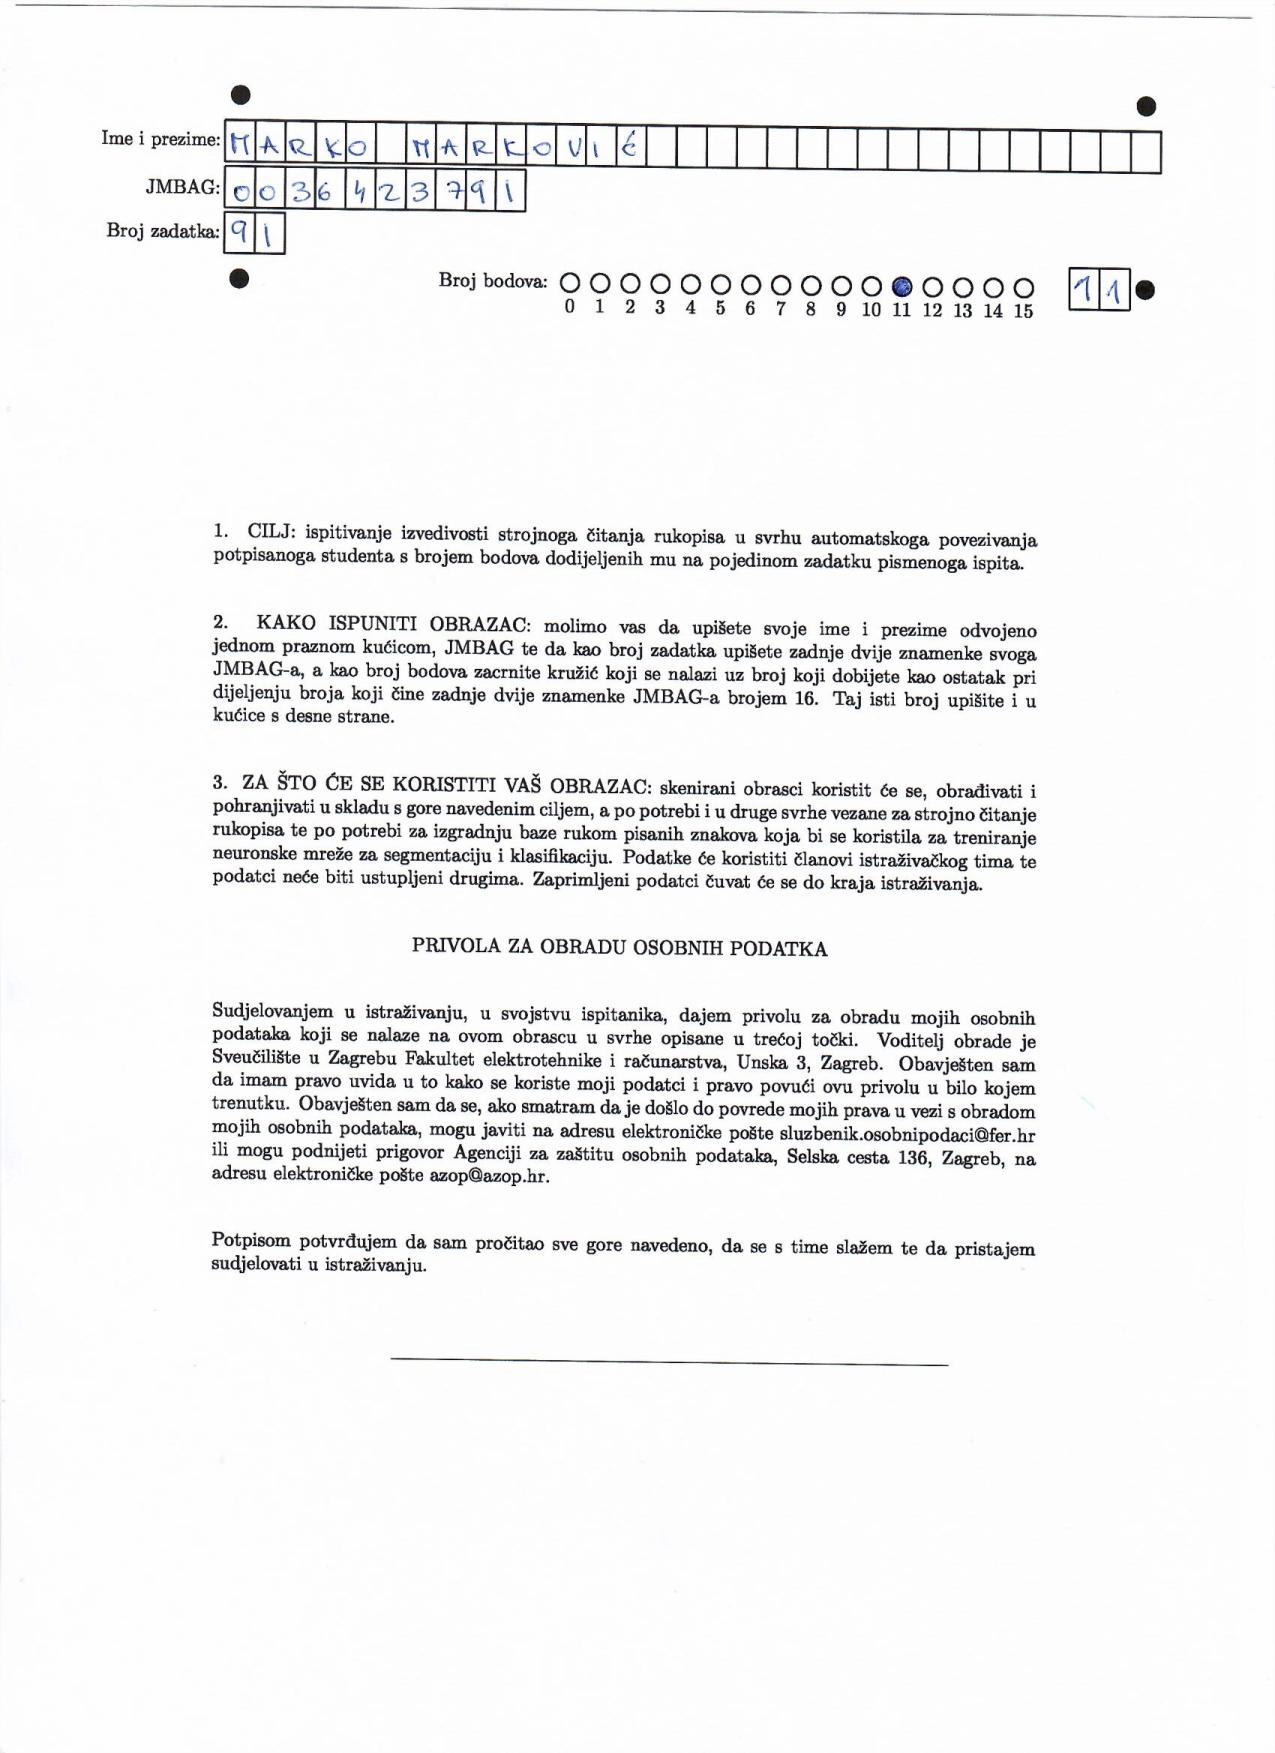 Ime i prezime: MARKO MARKOVIĆ
JMBAG: 0036423791
Broj zadatka: 91
Broj bodova: 11
0 1 2 3 4 5 6 7 8 9 10 11 12 13 14 15
1. CILJ: ispitivanje izvedivosti strojnoga čitanja rukopisa u svrhu automatskoga povezivanja
potpisanoga studenta s brojem bodova dodijeljenih mu na pojedinom zadatku pismenoga ispita.
2. KAKO ISPUNITI OBRAZAC: molimo vas da upišete svoje ime i prezime odvojeno
jednom praznom kućicom, JMBAG te da kao broj zadatka upišete zadnje dvije znamenke svoga
JMBAG-a, a kao broj bodova zacrnite kružić koji se nalazi uz broj koji dobijete kao ostatak pri
dijeljenju broja koji čine zadnje dvije znamenke JMBAG-a brojem 16. Taj isti broj upišite i u
kućice s desne strane.
3. ZA ŠTO ĆE SE KORISTITI VAŠ OBRAZAC: skenirani obrasci koristit će se, obrađivati i
pohranjivati u skladu s gore navedenim ciljem, a po potrebi i u druge svrhe vezane za strojno čitanje
rukopisa te po potrebi za izgradnju baze rukom pisanih znakova koja bi se koristila za treniranje
neuronske mreže za segmentaciju i klasifikaciju. Podatke će koristiti članovi istraživačkog tima te
podatci neće biti ustupljeni drugima. Zaprimljeni podatci čuvat će se do kraja istraživanja.
PRIVOLA ZA OBRADU OSOBNIH PODATKA
Sudjelovanjem u istraživanju, u svojstvu ispitanika, dajem privolu za obradu mojih osobnih
podataka koji se nalaze na ovom obrascu u svrhe opisane u trećoj točki. Voditelj obrade je
Sveučilište u Zagrebu Fakultet elektrotehnike i računarstva, Unska 3, Zagreb. Obavješten sam
da imam pravo uvida u to kako se koriste moji podatci i pravo povući ovu privolu u bilo kojem
trenutku. Obavješten sam da se, ako smatram da je došlo do povrede mojih prava u vezi s obradom
mojih osobnih podataka, mogu javiti na adresu elektroničke pošte sluzbenik.osobnipodaci@fer.hr
ili mogu podnijeti prigovor Agenciji za zaštitu osobnih podataka, Selska cesta 136, Zagreb, na
adresu elektroničke pošte azop@azop.hr.
Potpisom potvrđujem da sam pročitao sve gore navedeno, da se s time slažem te da pristajem
sudjelovati u istraživanju.